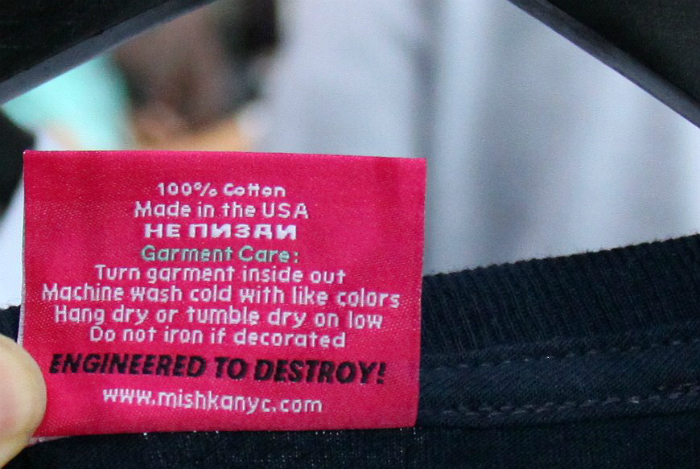 100% Cotton
Made in the USA
НЕ ПИЗДИ
Garment Care:
Turn garment inside out
Machine wash cold with like colors
Hang dry or tumble dry on low
Do not iron if decorated
ENGINEERED TO DESTROY!
www.mishkanyc.com